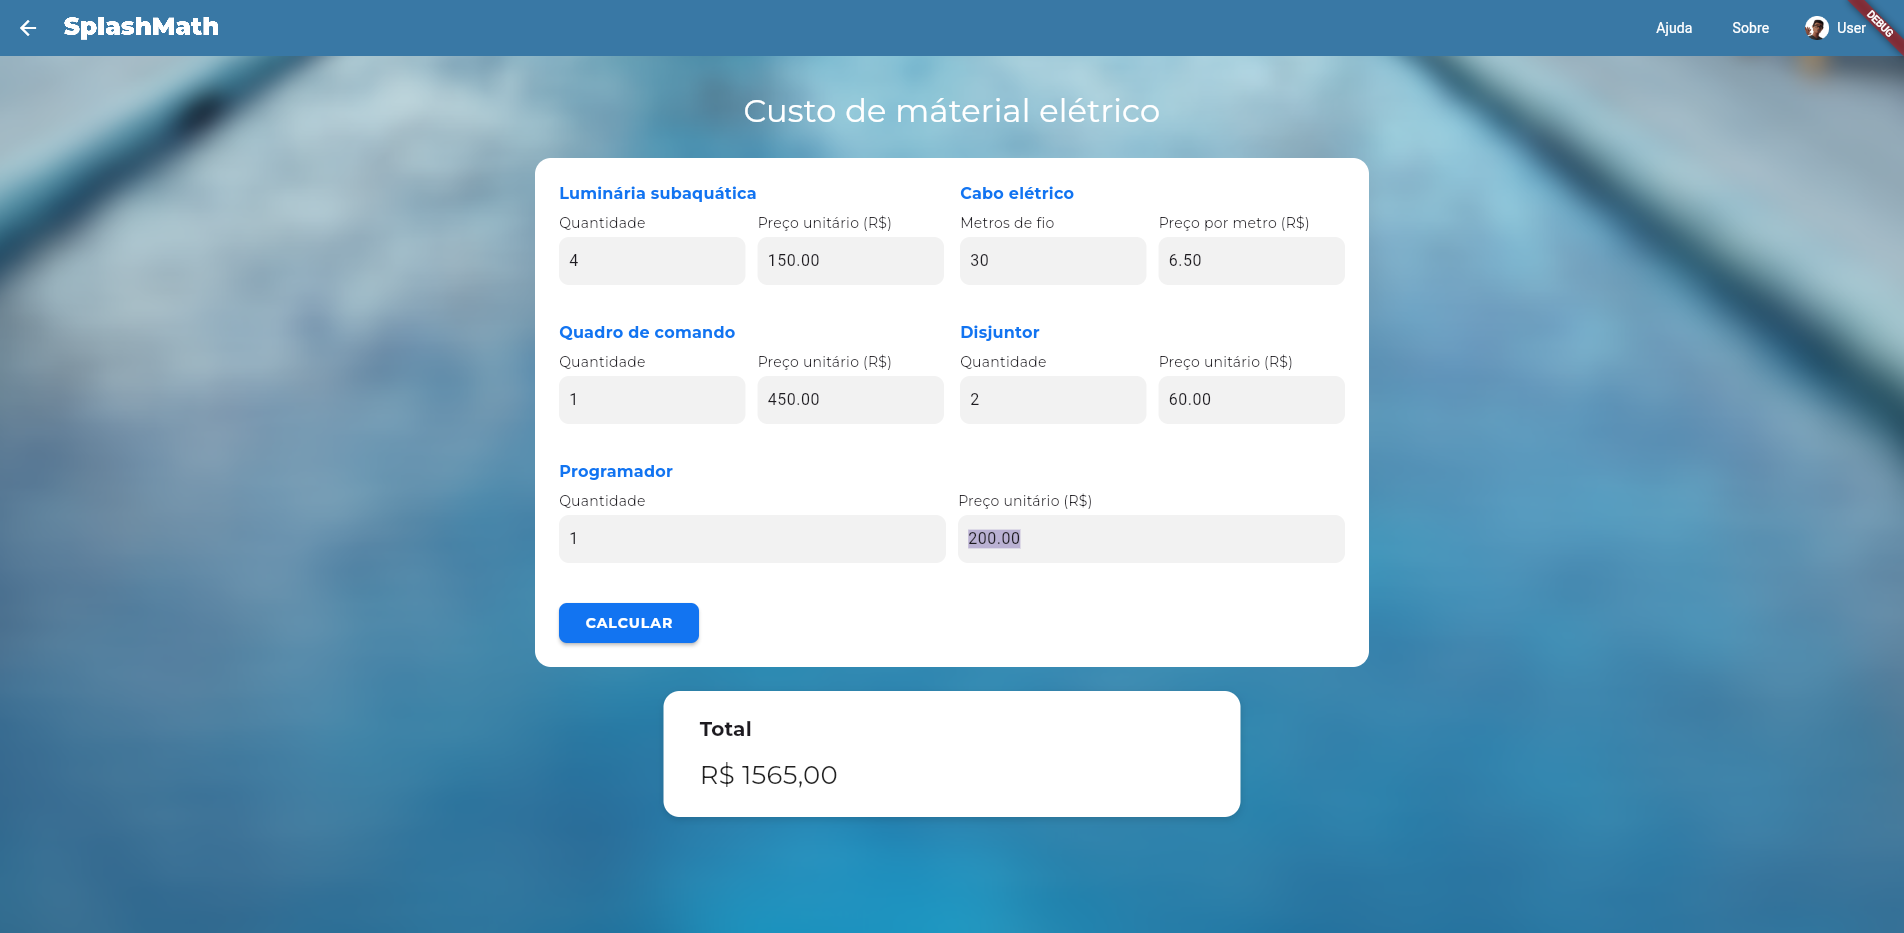 SplashMath
Ajuda Sobre User
DEBUG
Custo de máterial elétrico
Luminária subaquática
Quantidade Preço unitário (R$)
4 150.00
Cabo elétrico
Metros de fio Preço por metro (R$)
30 6.50
Quadro de comando
Quantidade Preço unitário (R$)
1 450.00
Disjuntor
Quantidade Preço unitário (R$)
2 60.00
Programador
Quantidade Preço unitário (R$)
1 200.00
CALCULAR
Total
R$ 1565,00